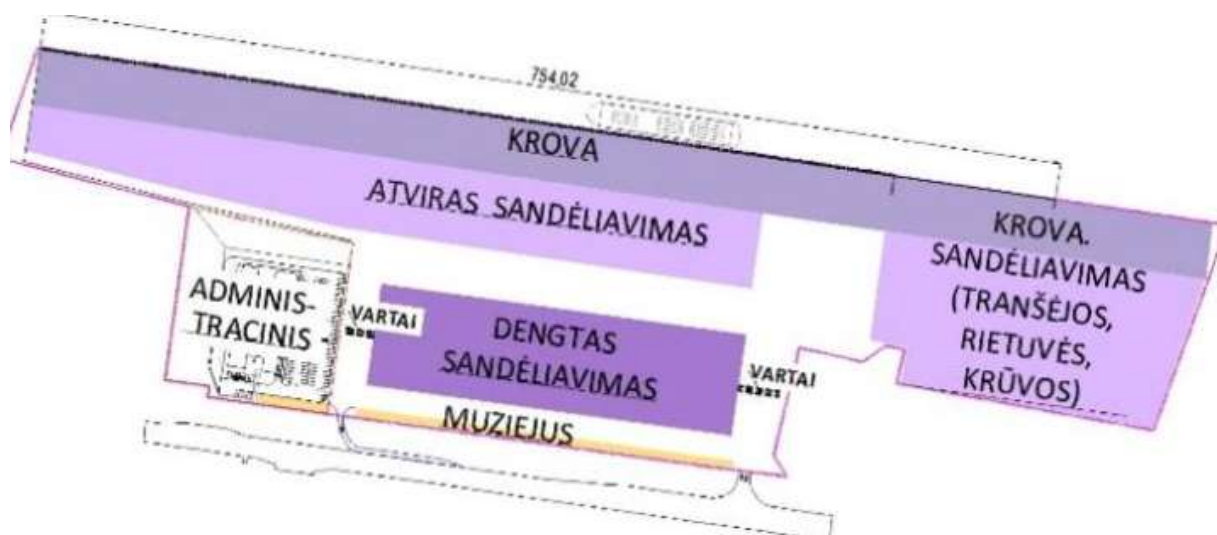 754.02
KROVA
ATVIRAS SANDĖLIAVIMAS
KROVA.
SANDĖLIAVIMAS
(TRANŠĖJOS,
RIETUVĖS,
KRŪVOS)
ADMINIS-
TRACINIS
VARTAI
DENGTAS
SANDĖLIAVIMAS
VARTAI
MUZIEJUS